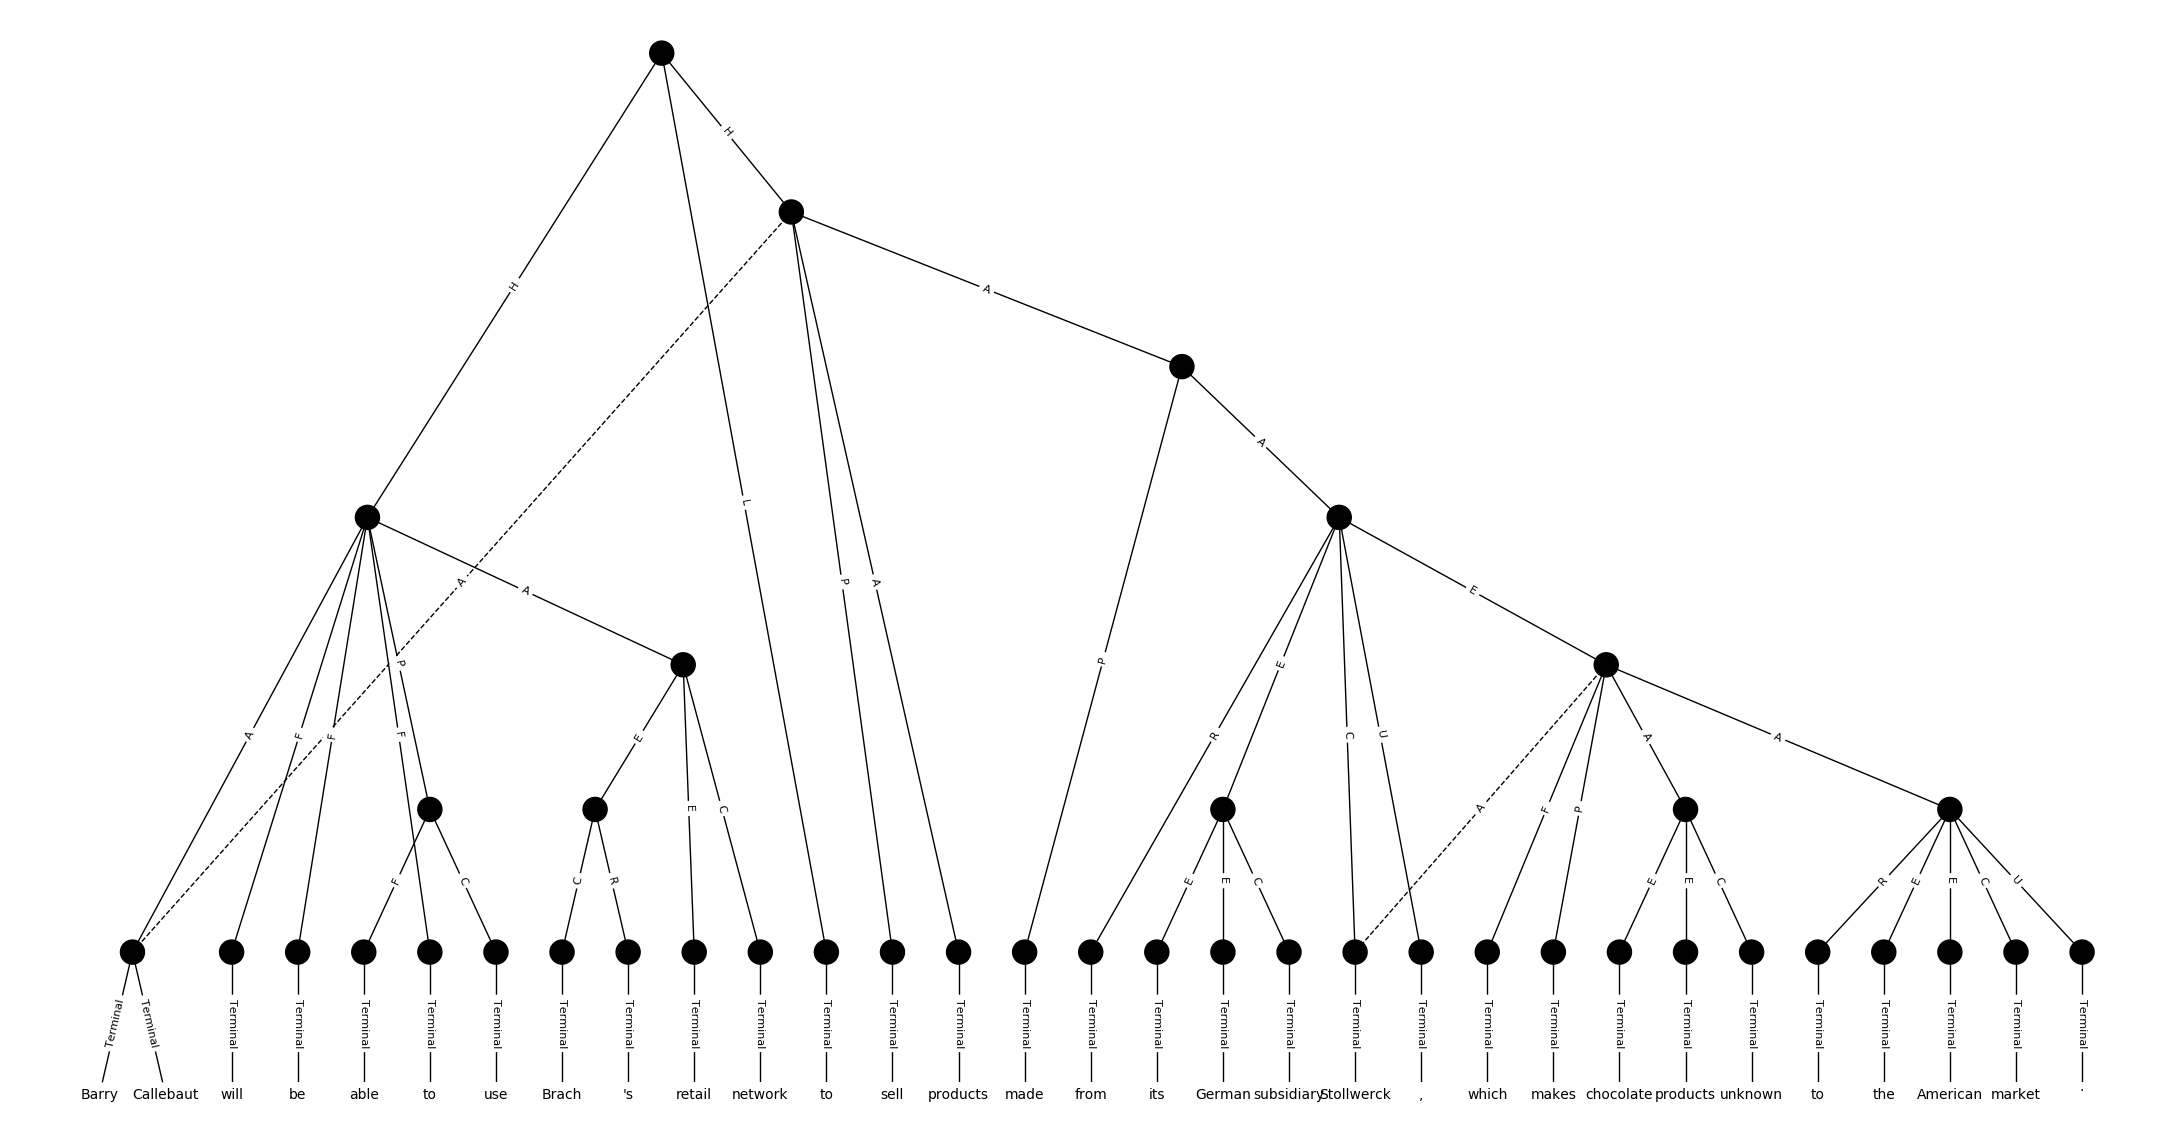 H
H
A
A
L
P
A
A
A
A
E
P
P
E
A
F
F
F
E
R
C
U
A
A
E
C
A
F
P
F
C
C
R
E
E
C
E
E
C
R
E
E
C
U
Terminal Terminal Terminal Terminal Terminal Terminal Terminal Terminal Terminal Terminal Terminal Terminal Terminal Terminal Terminal Terminal Terminal Terminal Terminal Terminal Terminal Terminal Terminal Terminal Terminal Terminal Terminal Terminal Terminal Terminal Terminal
Barry Callebaut will be able to use Brach 's retail network to sell products made from its German subsidiary Stollwerck , which makes chocolate products unknown to the American market .